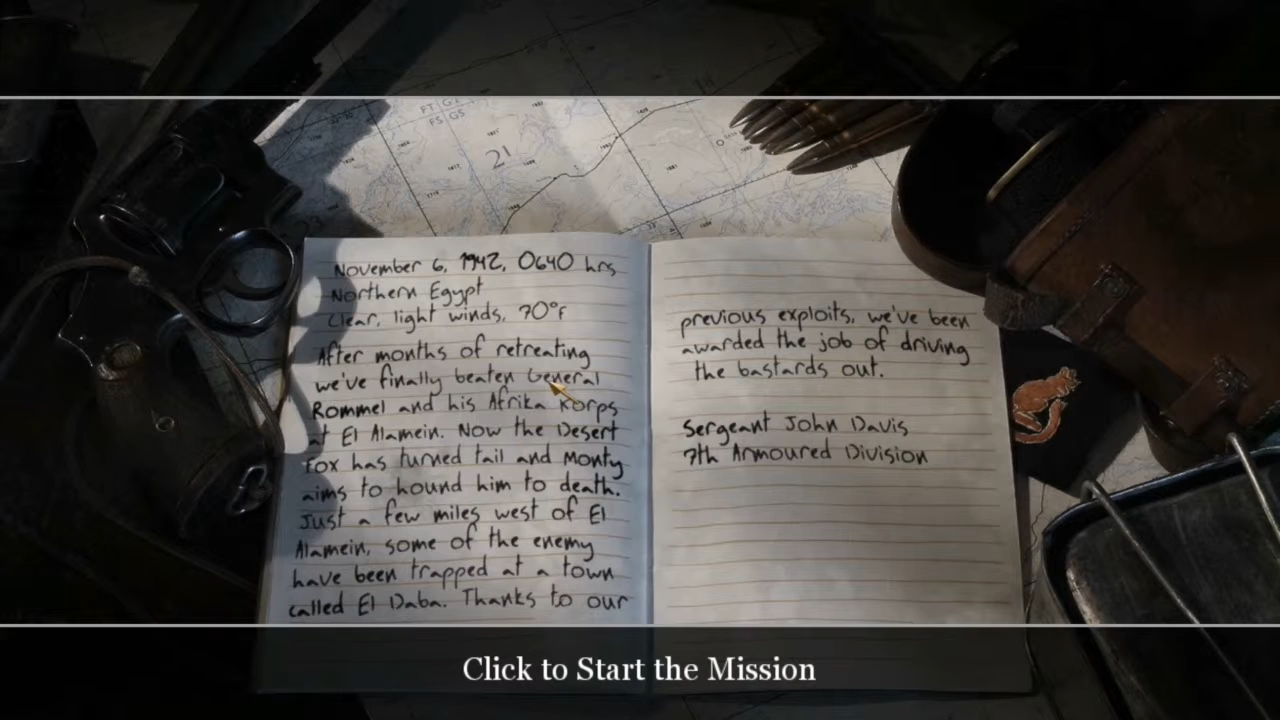 November 6, 1942, 0640 hrs
Northern Egypt
Clear, light winds, 70°F
After months of retreating
we've finally beaten General
Rommel and his Afrika Korps
at El Alamein. Now the Desert
Fox has turned tail and Monty
aims to hound him to death.
Just a few miles west of El
Alamein, some of the enemy
have been trapped at a town
called El Daba. Thanks to our
previous exploits, we've been
awarded the job of driving
the bastards out.
Sergeant John Davis
7th Armoured Division
21
Click to Start the Mission